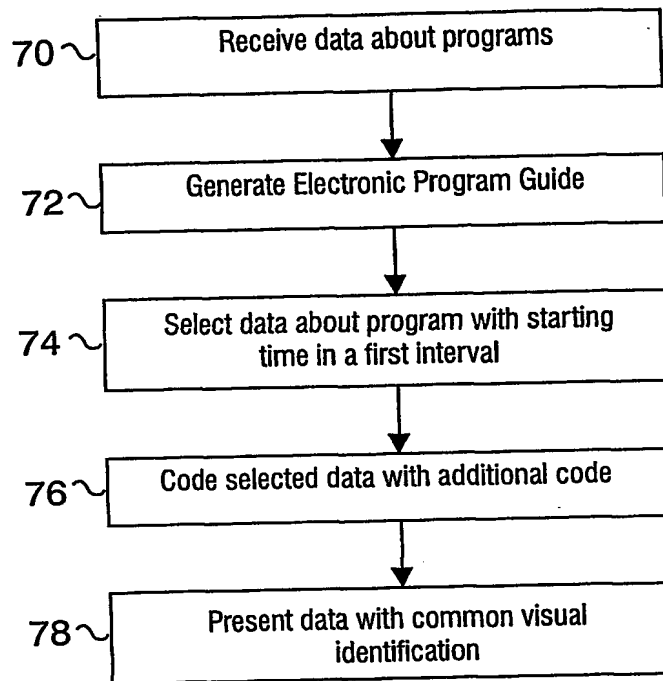 70
Receive data about programs
72
Generate Electronic Program Guide
74
Select data about program with starting
time in a first interval
76
Code selected data with additional code
78
Present data with common visual
identification